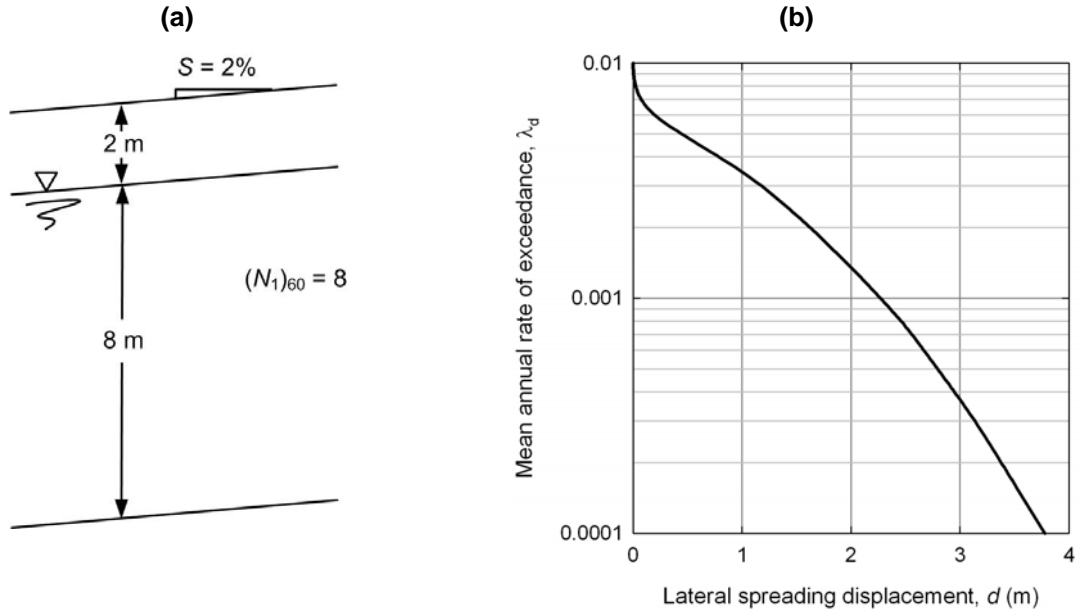 (a)
S = 2%
2 m
(N₁)₆₀ = 8
8 m
(b)
Mean annual rate of exceedance, λd
0.01
0.001
0.0001
0 1 2 3 4
Lateral spreading displacement, d (m)